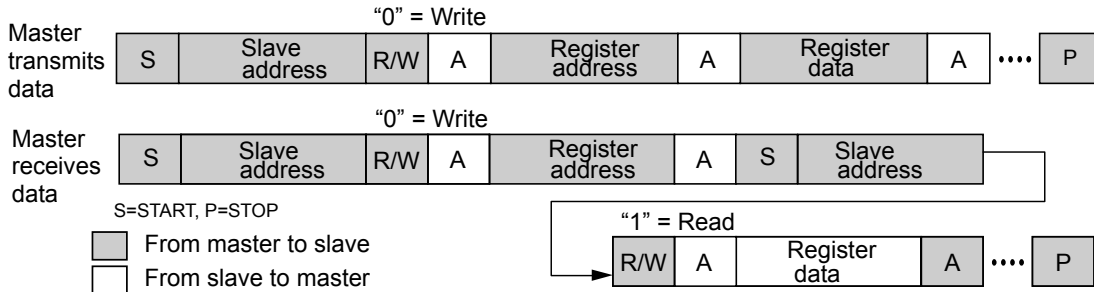 “0” = Write
Master
transmits
data
S
Slave
address
R/W
A
Register
address
A
Register
data
A
....
P
“0” = Write
Master
receives
data
S
Slave
address
R/W
A
Register
address
A
S
Slave
address
S=START, P=STOP
From master to slave
From slave to master
“1” = Read
R/W
A
Register
data
A
....
P